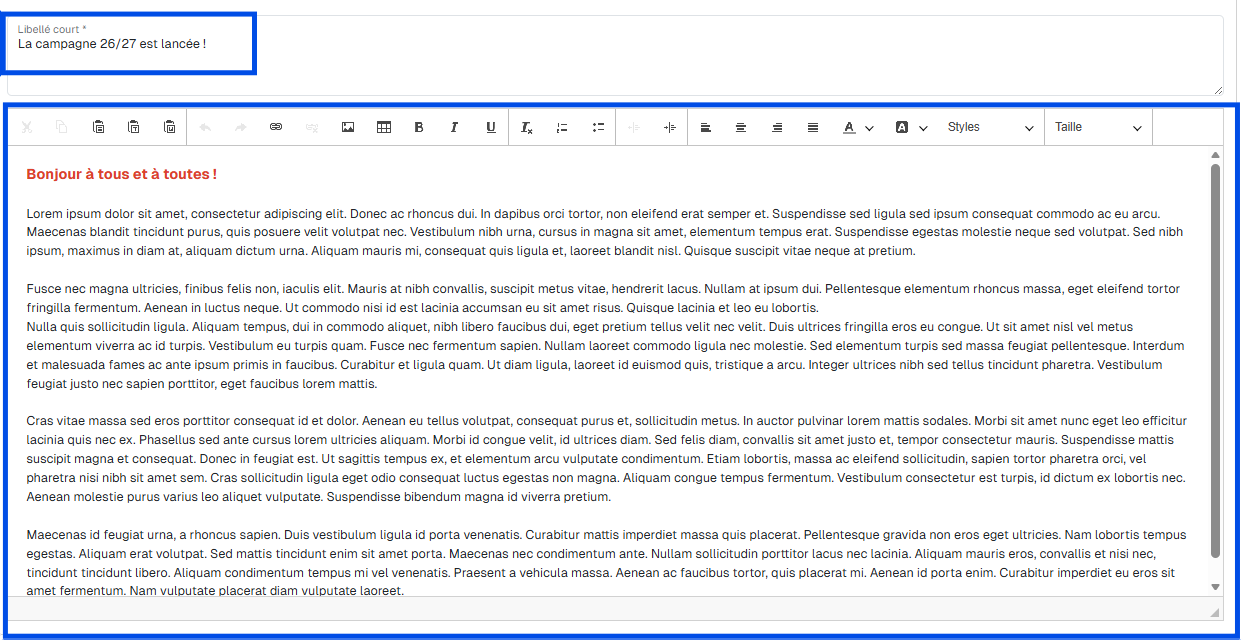 Libellé court *
La campagne 26/27 est lancée !
B I U Ix A A Styles Taille
Bonjour à tous et à toutes !
Lorem ipsum dolor sit amet, consectetur adipiscing elit. Donec ac rhoncus dui. In dapibus orci tortor, non eleifend erat semper et. Suspendisse sed ligula sed ipsum consequat commodo ac eu arcu.
Maecenas blandit tincidunt purus, quis posuere velit volutpat nec. Vestibulum nibh urna, cursus in magna sit amet, elementum tempus erat. Suspendisse egestas molestie neque sed volutpat. Sed nibh
ipsum, maximus in diam at, aliquam dictum urna. Aliquam mauris mi, consequat quis ligula et, laoreet blandit nisl. Quisque suscipit vitae neque at pretium.
Fusce nec magna ultricies, finibus felis non, iaculis elit. Mauris at nibh convallis, suscipit metus vitae, hendrerit lacus. Nullam at ipsum dui. Pellentesque elementum rhoncus massa, eget eleifend tortor
fringilla fermentum. Aenean in luctus neque. Ut commodo nisi id est lacinia accumsan eu sit amet risus. Quisque lacinia et leo eu lobortis.
Nulla quis sollicitudin ligula. Aliquam tempus, dui in commodo aliquet, nibh libero faucibus dui, eget pretium tellus velit nec velit. Duis ultrices fringilla eros eu congue. Ut sit amet nisl vel metus
elementum viverra ac id turpis. Vestibulum eu turpis quam. Fusce nec fermentum sapien. Nullam laoreet commodo ligula nec molestie. Sed elementum turpis sed massa feugiat pellentesque. Interdum
et malesuada fames ac ante ipsum primis in faucibus. Curabitur et ligula quam. Ut diam ligula, laoreet id euismod quis, tristique a arcu. Integer ultrices nibh sed tellus tincidunt pharetra. Vestibulum
feugiat justo nec sapien porttitor, eget faucibus lorem mattis.
Cras vitae massa sed eros porttitor consequat id et dolor. Aenean eu tellus volutpat, consequat purus et, sollicitudin metus. In auctor pulvinar lorem mattis sodales. Morbi sit amet nunc eget leo efficitur
lacinia quis nec ex. Phasellus sed ante cursus lorem ultricies aliquam. Morbi id congue velit, id ultrices diam. Sed felis diam, convallis sit amet justo et, tempor consectetur mauris. Suspendisse mattis
suscipit magna et consequat. Donec in feugiat est. Ut sagittis tempus ex, et elementum arcu vulputate condimentum. Etiam lobortis, massa ac eleifend sollicitudin, sapien tortor pharetra orci, vel
pharetra nisi nibh sit amet sem. Cras sollicitudin ligula eget odio consequat luctus egestas non magna. Aliquam congue tempus fermentum. Vestibulum consectetur est turpis, id dictum ex lobortis nec.
Aenean molestie purus varius leo aliquet vulputate. Suspendisse bibendum magna id viverra pretium.
Maecenas id feugiat urna, a rhoncus sapien. Duis vestibulum ligula id porta venenatis. Curabitur mattis imperdiet massa quis placerat. Pellentesque gravida non eros eget ultricies. Nam lobortis tempus
egestas. Aliquam erat volutpat. Sed mattis tincidunt enim sit amet porta. Maecenas nec condimentum ante. Nullam sollicitudin porttitor lacus nec lacinia. Aliquam mauris eros, convallis et nisi nec,
tincidunt tincidunt libero. Aliquam condimentum tempus mi vel venenatis. Praesent a vehicula massa. Aenean ac faucibus tortor, quis placerat mi. Aenean id porta enim. Curabitur imperdiet eu eros sit
amet fermentum. Nam vulputate placerat diam vulputate laoreet.